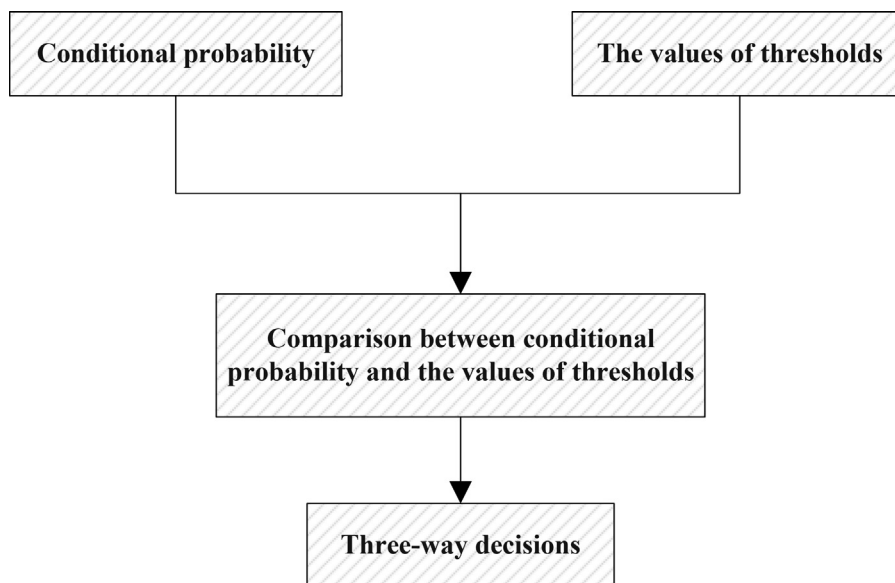 Conditional probability
The values of thresholds
Comparison between conditional
probability and the values of thresholds
Three-way decisions